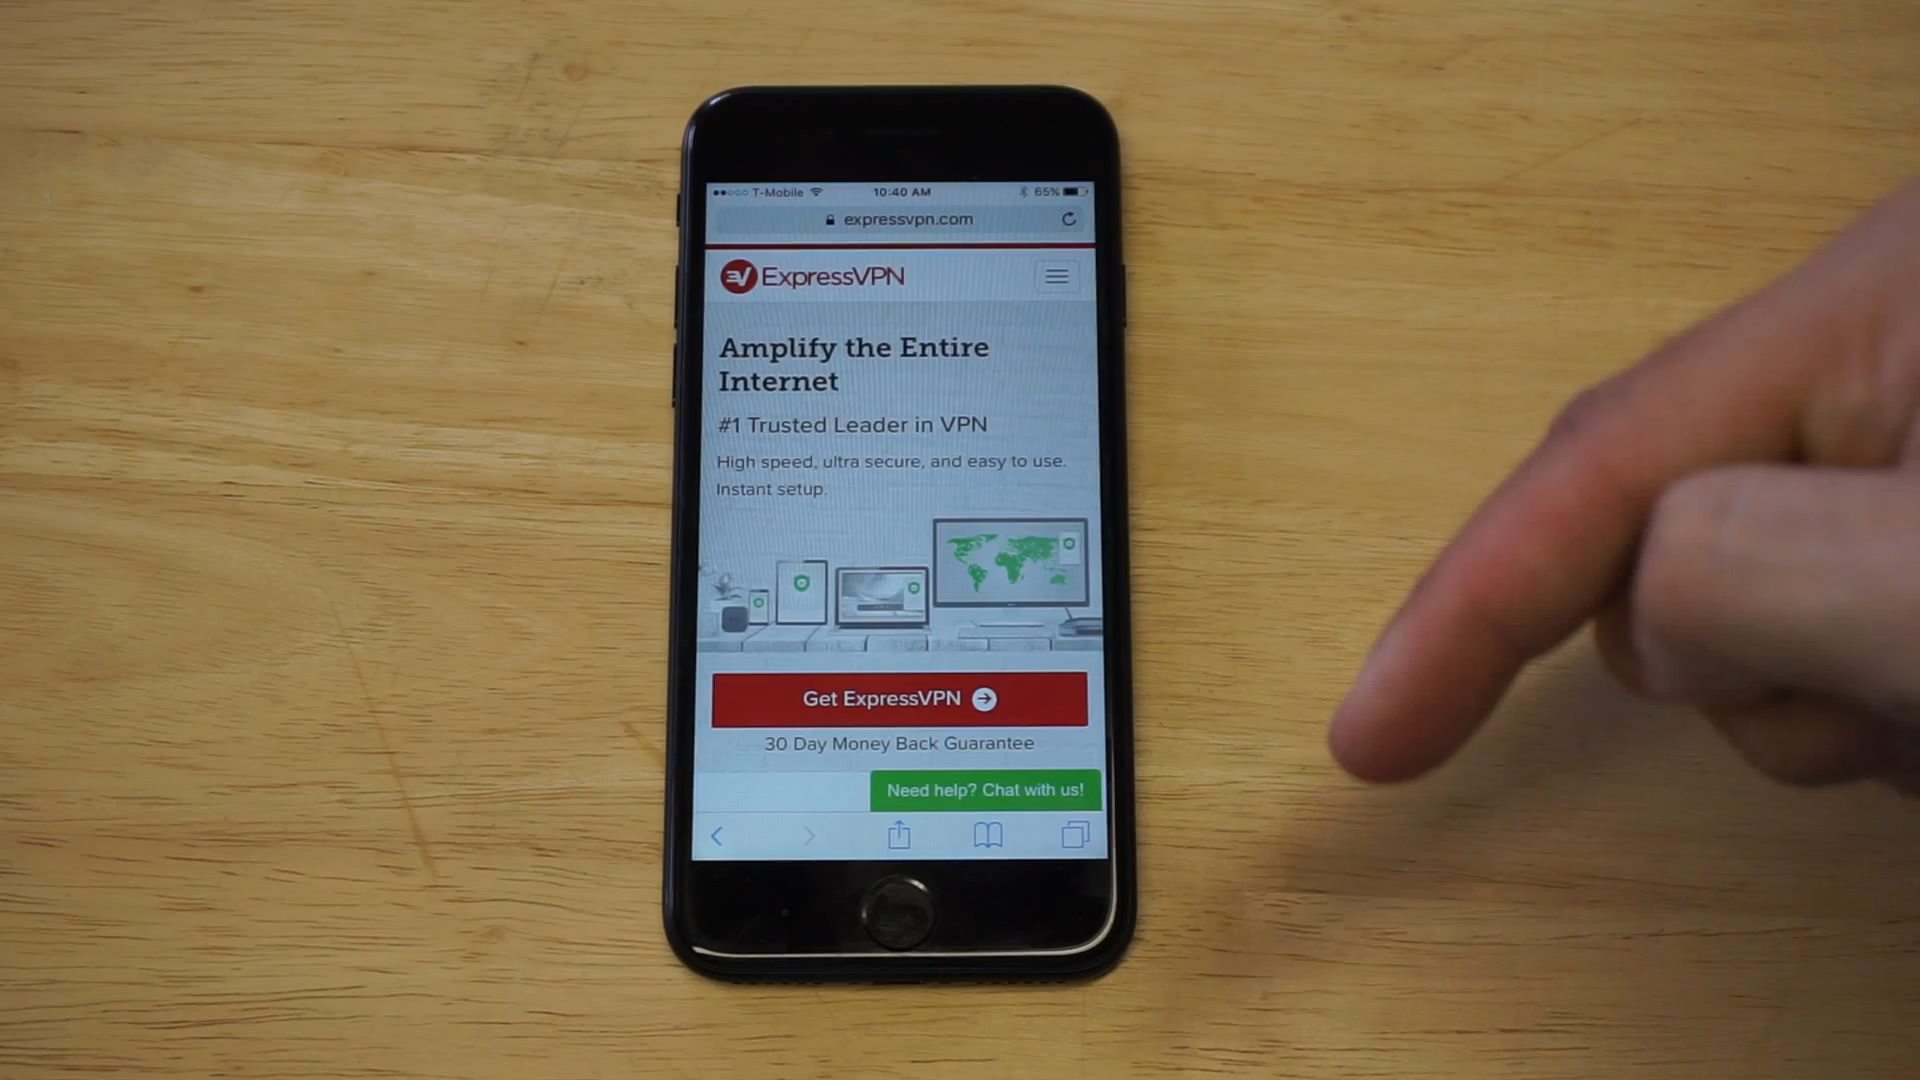 T-Mobile 10:40 AM 65%
expressvpn.com
ExpressVPN
Amplify the Entire
Internet
#1 Trusted Leader in VPN
High speed, ultra secure, and easy to use.
Instant setup.
Get ExpressVPN
30 Day Money Back Guarantee
Need help? Chat with us!